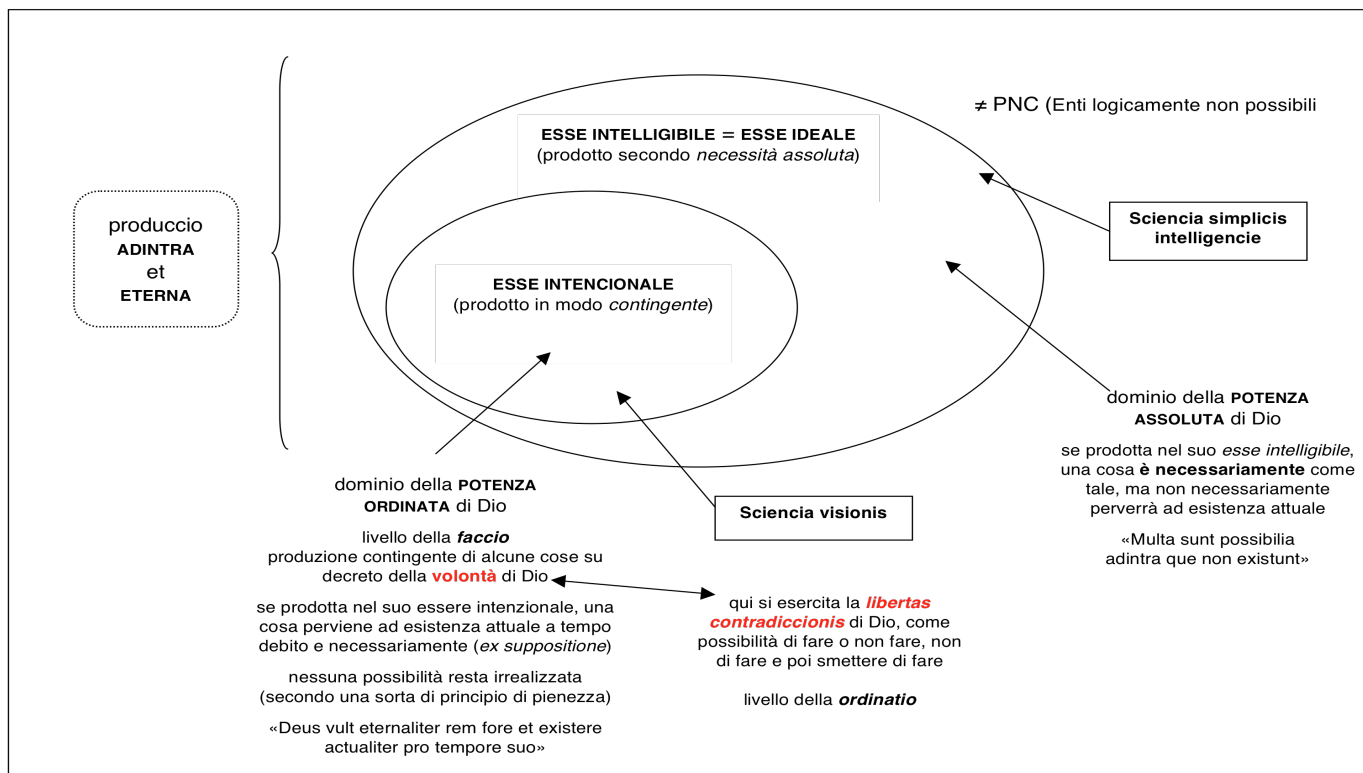 ≠ PNC (Enti logicamente non possibili
ESSE INTELLIGIBILE = ESSE IDEALE
(prodotto secondo necessità assoluta)
produccio
ADINTRA
et
ETERNA
Sciencia simplicis
intelligencie
ESSE INTENCIONALE
(prodotto in modo contingente)
dominio della POTENZA
ASSOLUTA di Dio
se prodotta nel suo esse intelligibile,
una cosa è necessariamente come
tale, ma non necessariamente
perverrà ad esistenza attuale
«Multa sunt possibilia
adintra que non existunt»
dominio della POTENZA
ORDINATA di Dio
livello della faccio
produzione contingente di alcune cose su
decreto della volontà di Dio
se prodotta nel suo essere intenzionale, una
cosa perviene ad esistenza attuale a tempo
debito e necessariamente (ex suppositione)
nessuna possibilità resta irrealizzata
(secondo una sorta di principio di pienezza)
«Deus vult eternaliter rem fore et existere
actualiter pro tempore suo»
Sciencia visionis
qui si esercita la libertas
contradiccionis di Dio, come
possibilità di fare o non fare, non
di fare e poi smettere di fare
livello della ordinatio